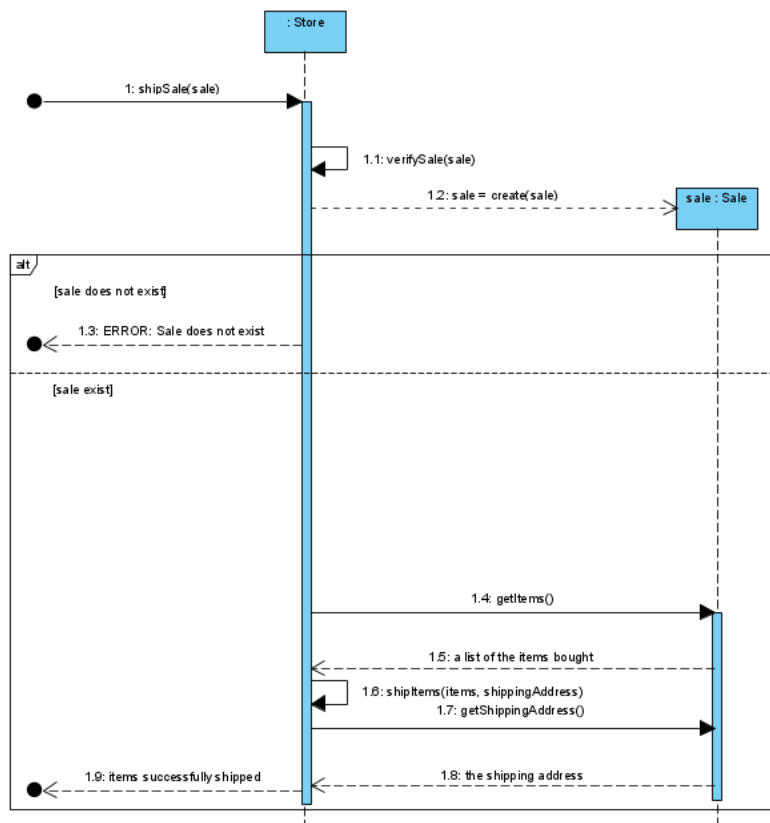 : Store
1: shipSale(sale)
1.1: verifySale(sale)
1.2: sale = create(sale)
sale : Sale
alt
[sale does not exist]
1.3: ERROR: Sale does not exist
[sale exist]
1.4: getItems()
1.5: a list of the items bought
1.6: shipItems(items, shippingAddress)
1.7: getShippingAddress()
1.8: the shipping address
1.9: items successfully shipped